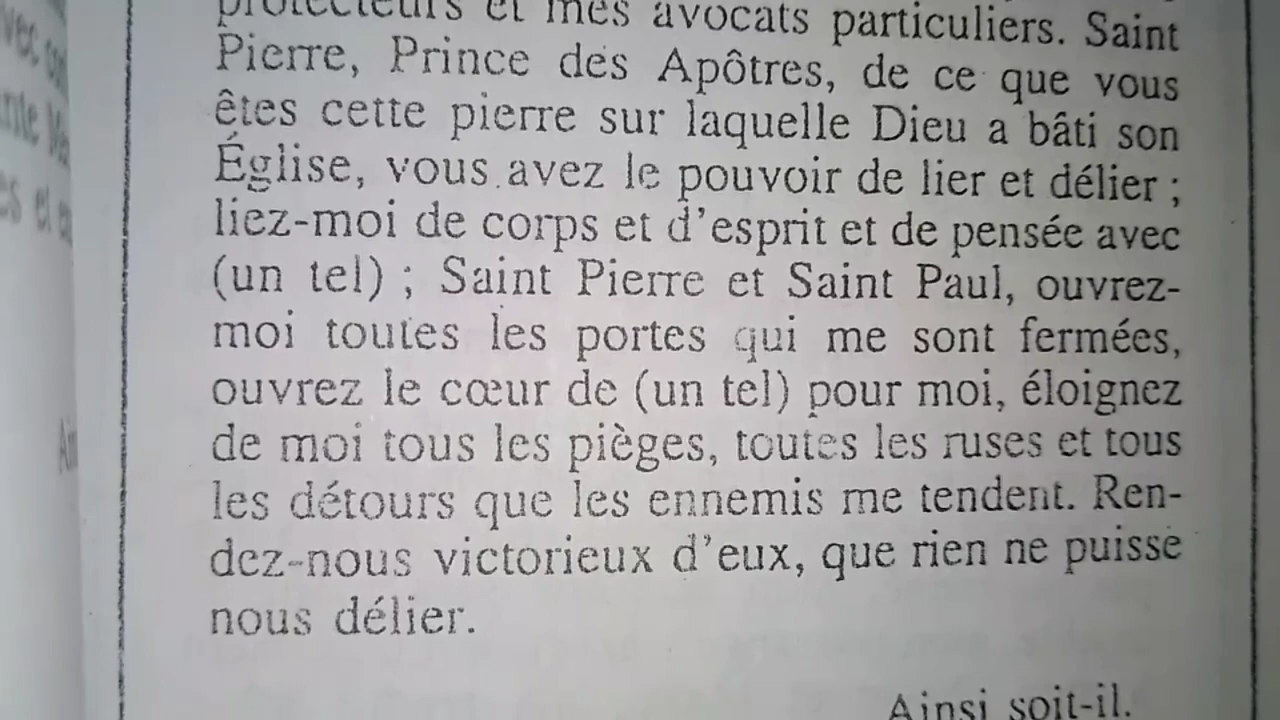 protecteurs et mes avocats particuliers. Saint
Pierre, Prince des Apôtres, de ce que vous
êtes cette pierre sur laquelle Dieu a bâti son
Église, vous avez le pouvoir de lier et délier ;
liez-moi de corps et d'esprit et de pensée avec
(un tel) ; Saint Pierre et Saint Paul, ouvrez-
moi toutes les portes qui me sont fermées,
ouvrez le cœur de (un tel) pour moi, éloignez
de moi tous les pièges, toutes les ruses et tous
les détours que les ennemis me tendent. Ren-
dez-nous victorieux d'eux, que rien ne puisse
nous délier.
Ainsi soit-il.